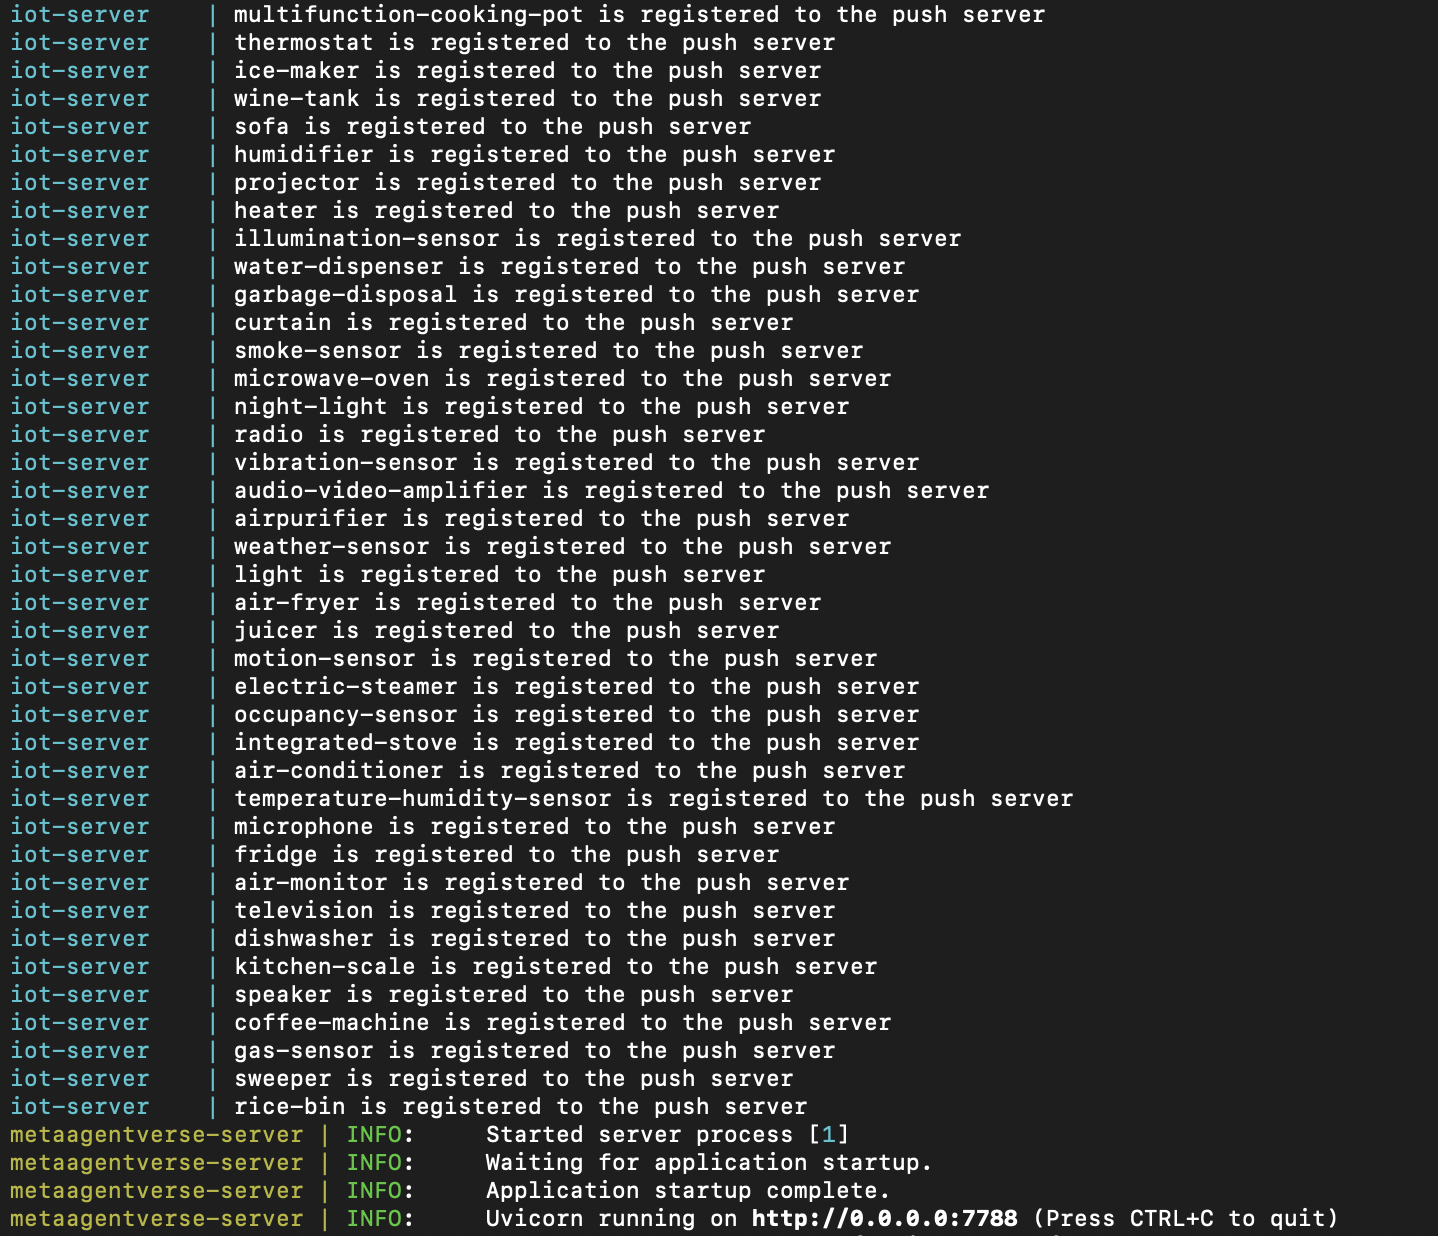 iot-server    | multifunction-cooking-pot is registered to the push server
iot-server    | thermostat is registered to the push server
iot-server    | ice-maker is registered to the push server
iot-server    | wine-tank is registered to the push server
iot-server    | sofa is registered to the push server
iot-server    | humidifier is registered to the push server
iot-server    | projector is registered to the push server
iot-server    | heater is registered to the push server
iot-server    | illumination-sensor is registered to the push server
iot-server    | water-dispenser is registered to the push server
iot-server    | garbage-disposal is registered to the push server
iot-server    | curtain is registered to the push server
iot-server    | smoke-sensor is registered to the push server
iot-server    | microwave-oven is registered to the push server
iot-server    | night-light is registered to the push server
iot-server    | radio is registered to the push server
iot-server    | vibration-sensor is registered to the push server
iot-server    | audio-video-amplifier is registered to the push server
iot-server    | airpurifier is registered to the push server
iot-server    | weather-sensor is registered to the push server
iot-server    | light is registered to the push server
iot-server    | air-fryer is registered to the push server
iot-server    | juicer is registered to the push server
iot-server    | motion-sensor is registered to the push server
iot-server    | electric-steamer is registered to the push server
iot-server    | occupancy-sensor is registered to the push server
iot-server    | integrated-stove is registered to the push server
iot-server    | air-conditioner is registered to the push server
iot-server    | temperature-humidity-sensor is registered to the push server
iot-server    | microphone is registered to the push server
iot-server    | fridge is registered to the push server
iot-server    | air-monitor is registered to the push server
iot-server    | television is registered to the push server
iot-server    | dishwasher is registered to the push server
iot-server    | kitchen-scale is registered to the push server
iot-server    | speaker is registered to the push server
iot-server    | coffee-machine is registered to the push server
iot-server    | gas-sensor is registered to the push server
iot-server    | sweeper is registered to the push server
iot-server    | rice-bin is registered to the push server
metaagentverse-server | INFO:     Started server process [1]
metaagentverse-server | INFO:     Waiting for application startup.
metaagentverse-server | INFO:     Application startup complete.
metaagentverse-server | INFO:     Uvicorn running on http://0.0.0.0:7788 (Press CTRL+C to quit)